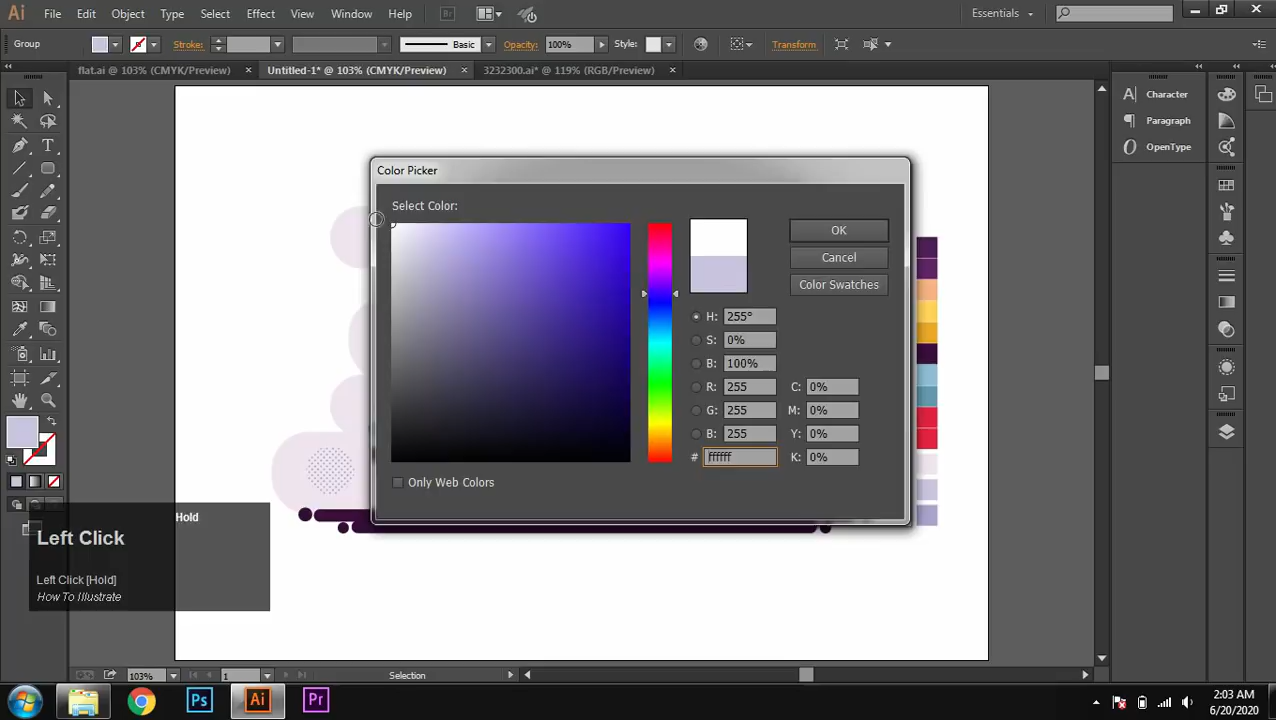 Ai File Edit Object Type Select Effect View Window Help Br Essentials
Group Stroke: Basic Opacity: 100% Style: Transform
flat.ai @ 103% (CMYK/Preview) Untitled-1* @ 103% (CMYK/Preview) 3232300.ai* @ 119% (RGB/Preview)
Character
Paragraph
OpenType
Color Picker
Select Color:
OK
Cancel
Color Swatches
H: 255°
S: 0%
B: 100%
R: 255 C: 0%
G: 255 M: 0%
B: 255 Y: 0%
# ffffff K: 0%
Only Web Colors
Hold
Left Click
Left Click [Hold]
How To Illustrate
103% 1 Selection
Ps Ai Pr
2:03 AM
6/20/2020